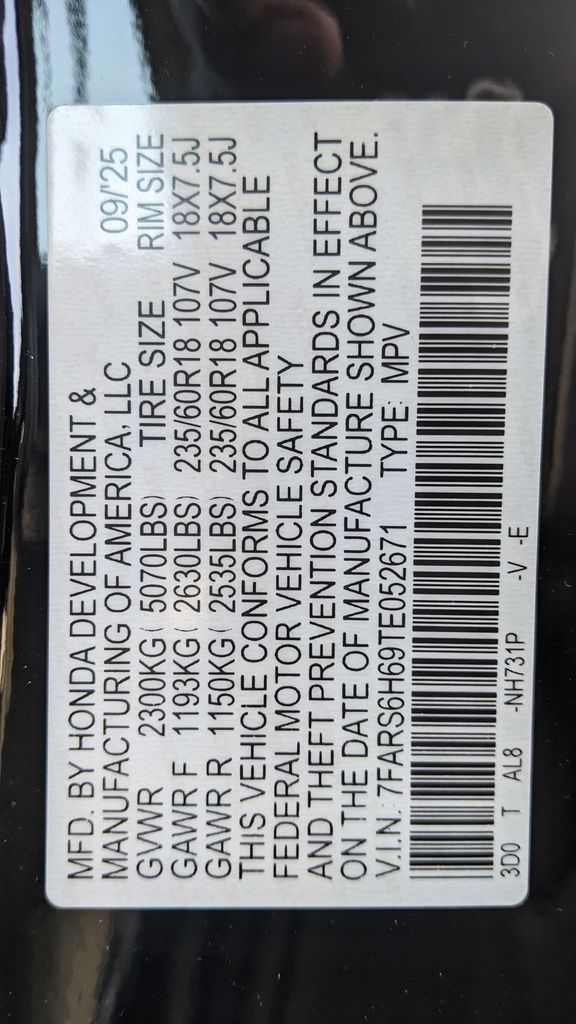 MFD. BY HONDA DEVELOPMENT &
MANUFACTURING OF AMERICA, LLC 09/'25
GVWR 2300KG( 5070LBS) TIRE SIZE RIM SIZE
GAWR F 1193KG( 2630LBS) 235/60R18 107V 18X7.5J
GAWR R 1150KG( 2535LBS) 235/60R18 107V 18X7.5J
THIS VEHICLE CONFORMS TO ALL APPLICABLE
FEDERAL MOTOR VEHICLE SAFETY
AND THEFT PREVENTION STANDARDS IN EFFECT
ON THE DATE OF MANUFACTURE SHOWN ABOVE.
V.I.N. 7FARS6H69TE052671 TYPE: MPV
3D0 T AL8 -NH731P -V -E